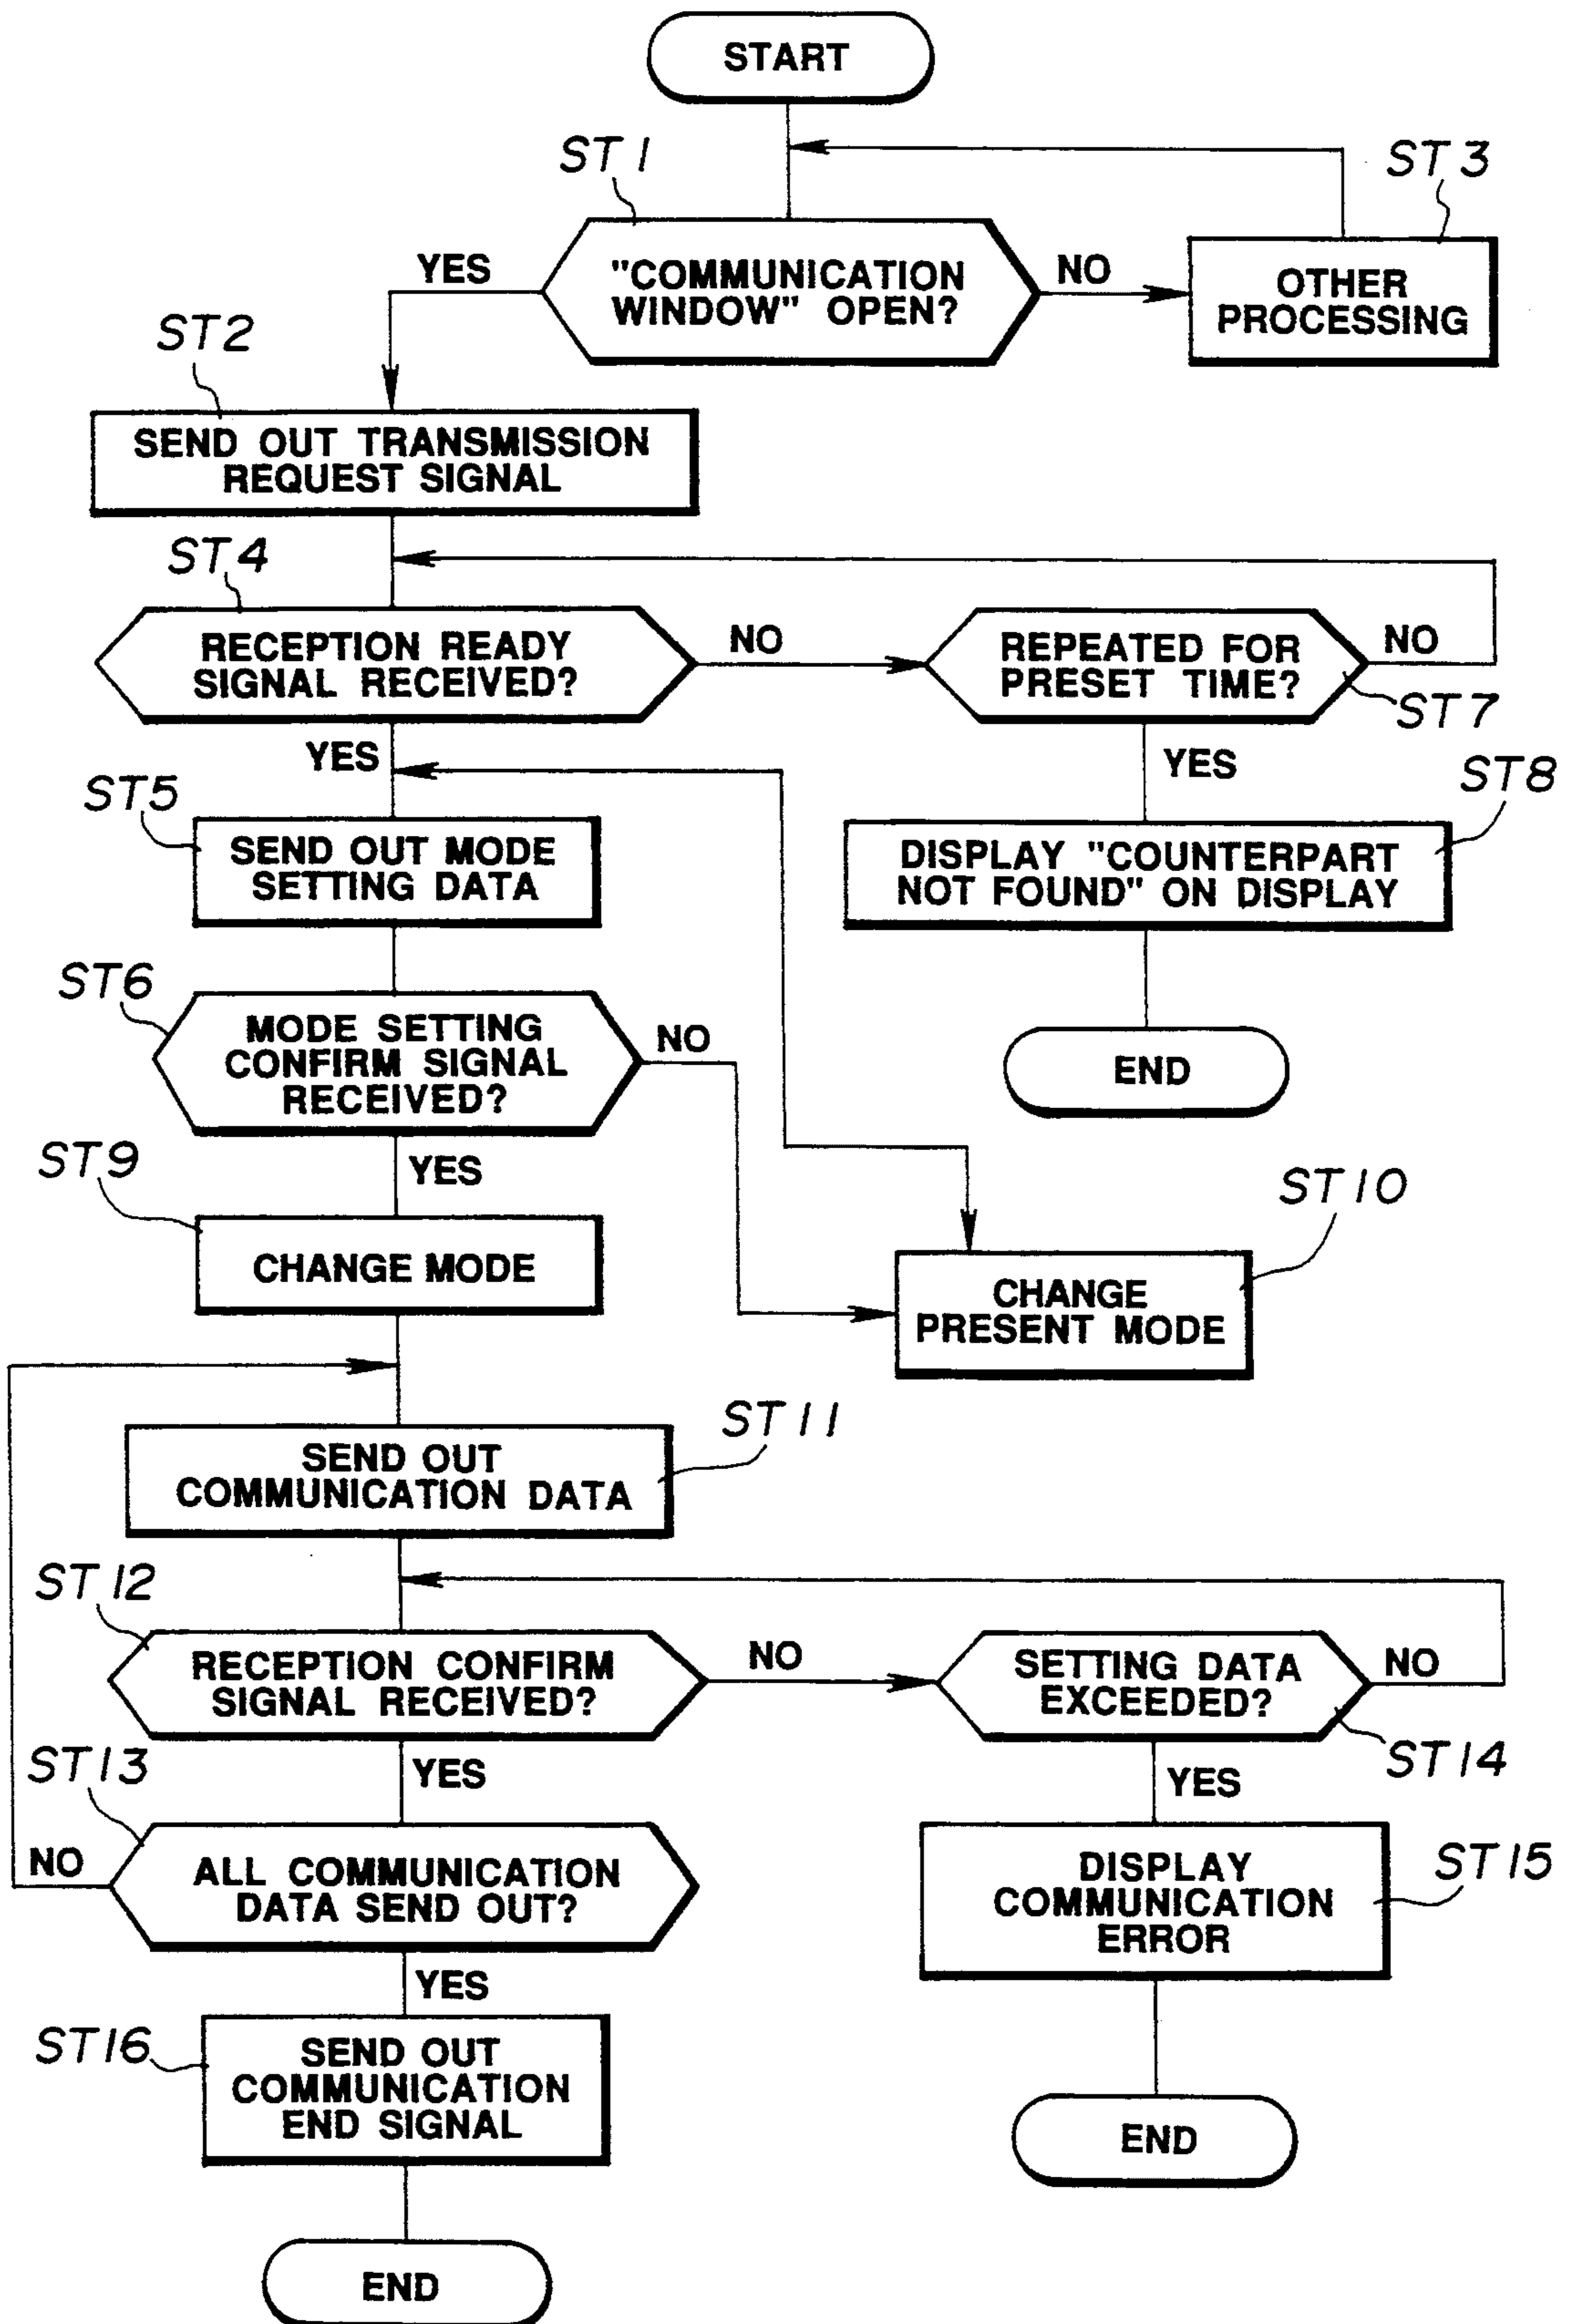 START
ST1
ST3
YES
"COMMUNICATION
WINDOW" OPEN?
NO
OTHER
PROCESSING
ST2
SEND OUT TRANSMISSION
REQUEST SIGNAL
ST4
RECEPTION READY
SIGNAL RECEIVED?
NO
REPEATED FOR
PRESET TIME?
NO
ST7
YES
YES
ST8
ST5
SEND OUT MODE
SETTING DATA
DISPLAY "COUNTERPART
NOT FOUND" ON DISPLAY
ST6
MODE SETTING
CONFIRM SIGNAL
RECEIVED?
NO
END
ST9
YES
ST10
CHANGE MODE
CHANGE
PRESENT MODE
ST11
SEND OUT
COMMUNICATION DATA
ST12
RECEPTION CONFIRM
SIGNAL RECEIVED?
NO
SETTING DATA
EXCEEDED?
NO
ST14
ST13
YES
YES
NO
ALL COMMUNICATION
DATA SEND OUT?
DISPLAY
COMMUNICATION
ERROR
ST15
YES
ST16
SEND OUT
COMMUNICATION
END SIGNAL
END
END